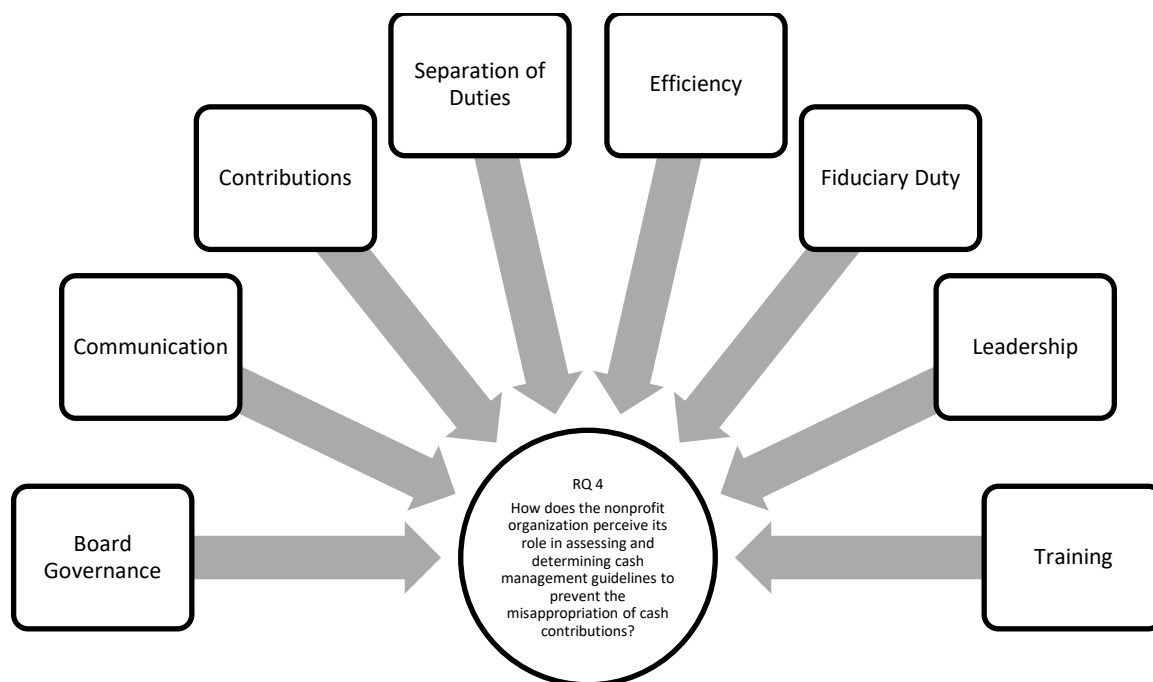 Separation of
Duties
Efficiency
Contributions
Fiduciary Duty
Communication
Leadership
Board
Governance
Training
RQ 4
How does the nonprofit
organization perceive its
role in assessing and
determining cash
management guidelines to
prevent the
misappropriation of cash
contributions?